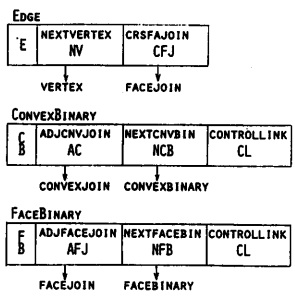 EDGE
E NEXTVERTEX CRSFAJOIN
NV CFJ
VERTEX FACEJOIN
CONVEXBINARY
C B ADJCNVJOIN NEXTCNVBIN CONTROLLINK
AC NCB CL
CONVEXJOIN CONVEXBINARY
FACEBINARY
F B ADJFACEJOIN NEXTFACEBIN CONTROLLINK
AFJ NFB CL
FACEJOIN FACEBINARY